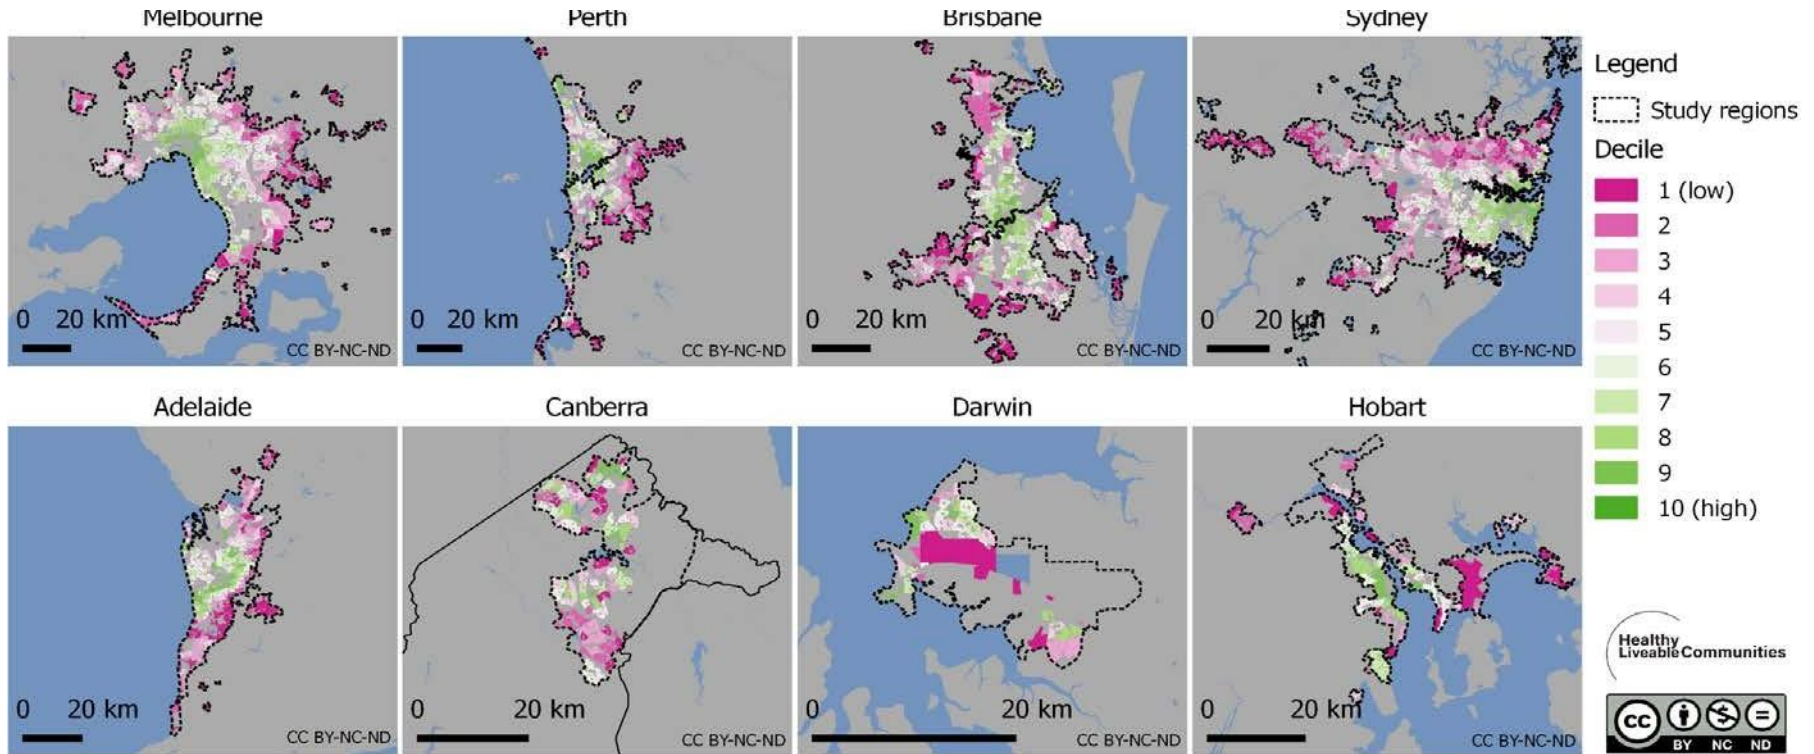 Melbourne
Perth
Brisbane
Sydney
0 20 km
CC BY-NC-ND
0 20 km
CC BY-NC-ND
0 20 km
CC BY-NC-ND
0 20 km
CC BY-NC-ND
Legend
Study regions
Decile
1 (low)
2
3
4
5
6
7
8
9
10 (high)
Adelaide
Canberra
Darwin
Hobart
0 20 km
CC BY-NC-ND
0 20 km
CC BY-NC-ND
0 20 km
CC BY-NC-ND
0 20 km
CC BY-NC-ND
Healthy
Liveable Communities
CC
BY NC ND